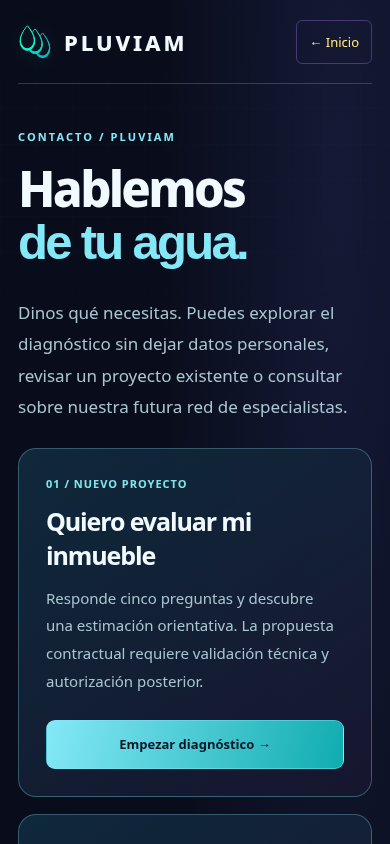 PLUVIAM
← Inicio
CONTACTO / PLUVIAM
Hablemos
de tu agua.
Dinos qué necesitas. Puedes explorar el
diagnóstico sin dejar datos personales,
revisar un proyecto existente o consultar
sobre nuestra futura red de especialistas.
01 / NUEVO PROYECTO
Quiero evaluar mi
inmueble
Responde cinco preguntas y descubre
una estimación orientativa. La propuesta
contractual requiere validación técnica y
autorización posterior.
Empezar diagnóstico →